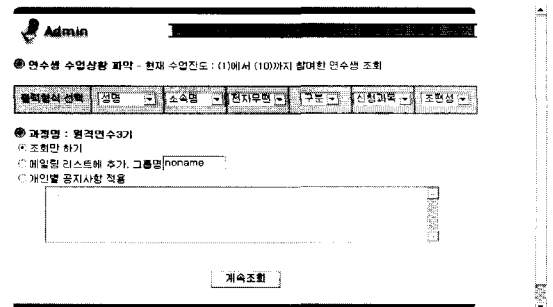 Admin
연수생 수업상황 파악 - 현재 수업진도 : (1)에서 (10)까지 참여한 연수생 조회
출력형식 선택 성명 소속명 현지우편 구분 신청과목 조편성
과정명 : 원격연수3기
조회만 하기
메일링 리스트에 추가, 그룹명 noname
개인별 공지사항 적용
계속조회